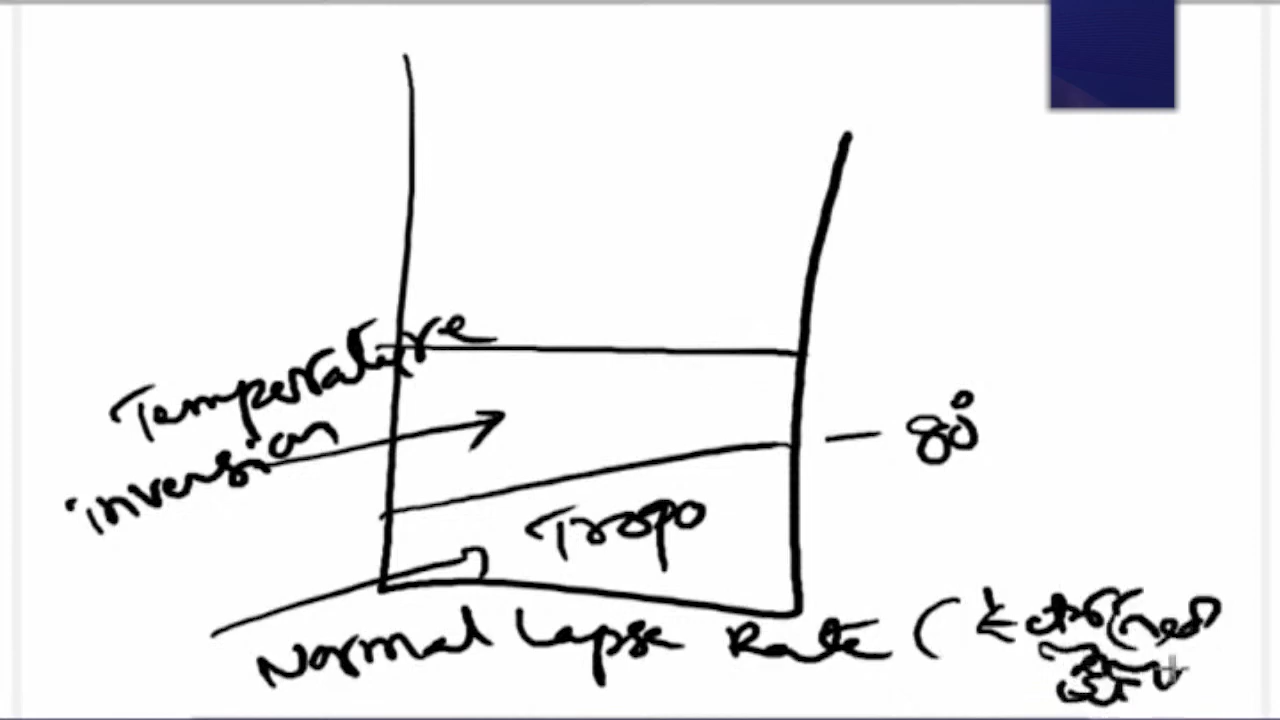 Temperature
inversion
80°
Tropo
Normal Lapse Rate (